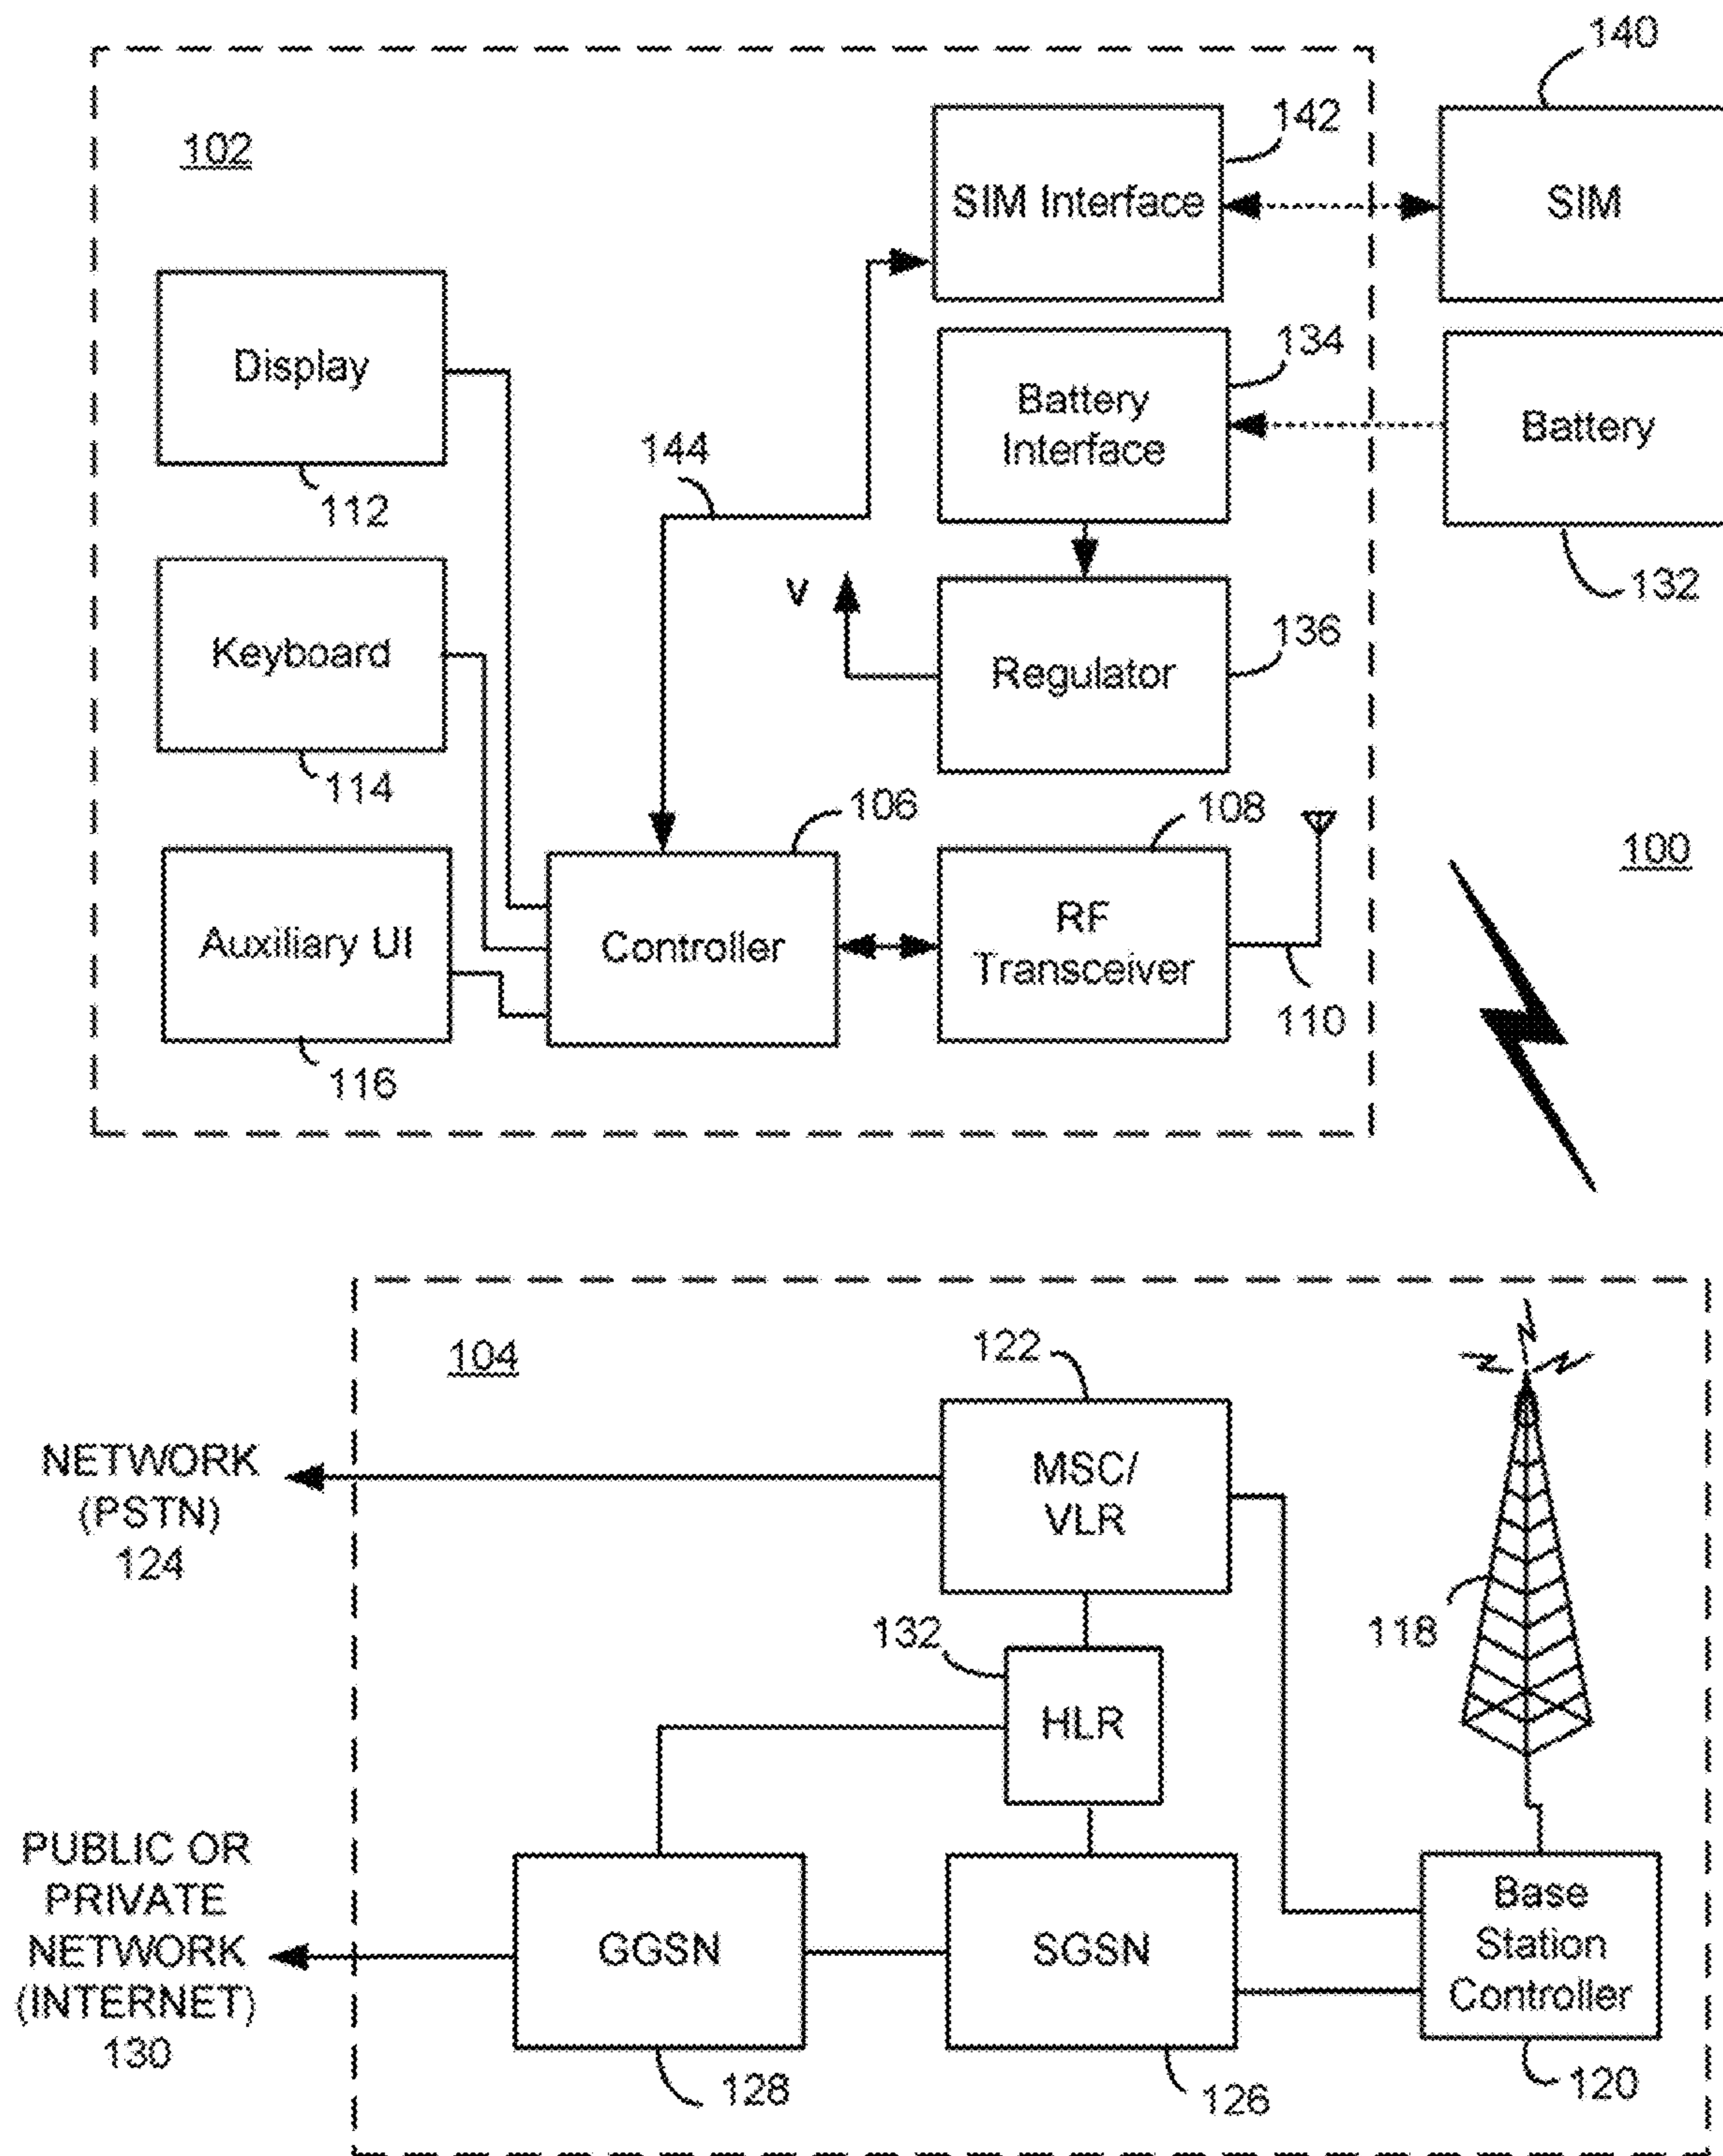 140
102
142
SIM Interface
SIM
Display
134
Battery
Interface
Battery
144
112
132
V
Keyboard
136
Regulator
114
106
108
100
Auxiliary UI
Controller
RF
Transceiver
110
116
104
122
NETWORK
(PSTN)
124
MSC/
VLR
118
132
HLR
PUBLIC OR
PRIVATE
NETWORK
(INTERNET)
130
GGSN
SGSN
Base
Station
Controller
128
126
120